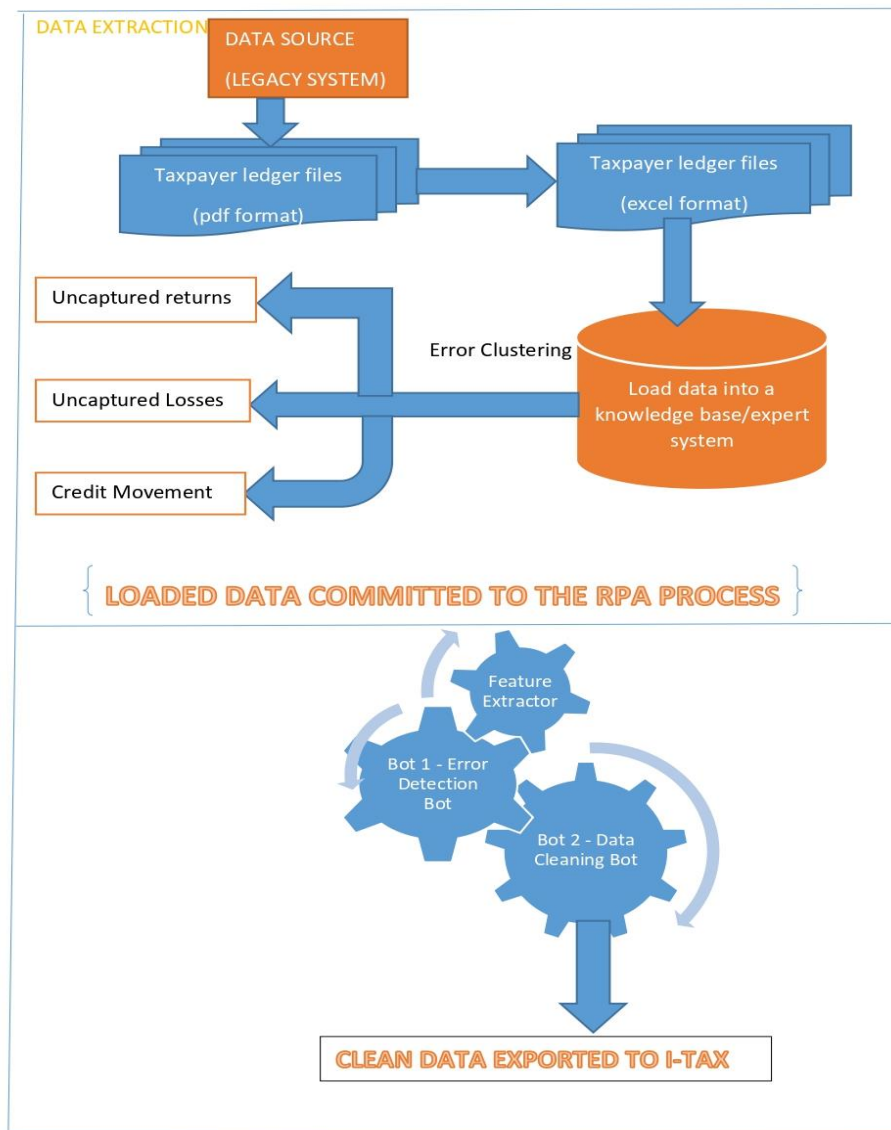 DATA EXTRACTION
DATA SOURCE
(LEGACY SYSTEM)
Taxpayer ledger files
(pdf format)
Taxpayer ledger files
(excel format)
Uncaptured returns
Error Clustering
Uncaptured Losses
Load data into a
knowledge base/expert
system
Credit Movement
LOADED DATA COMMITTED TO THE RPA PROCESS
Feature
Extractor
Bot 1 - Error
Detection
Bot
Bot 2 - Data
Cleaning Bot
CLEAN DATA EXPORTED TO I-TAX